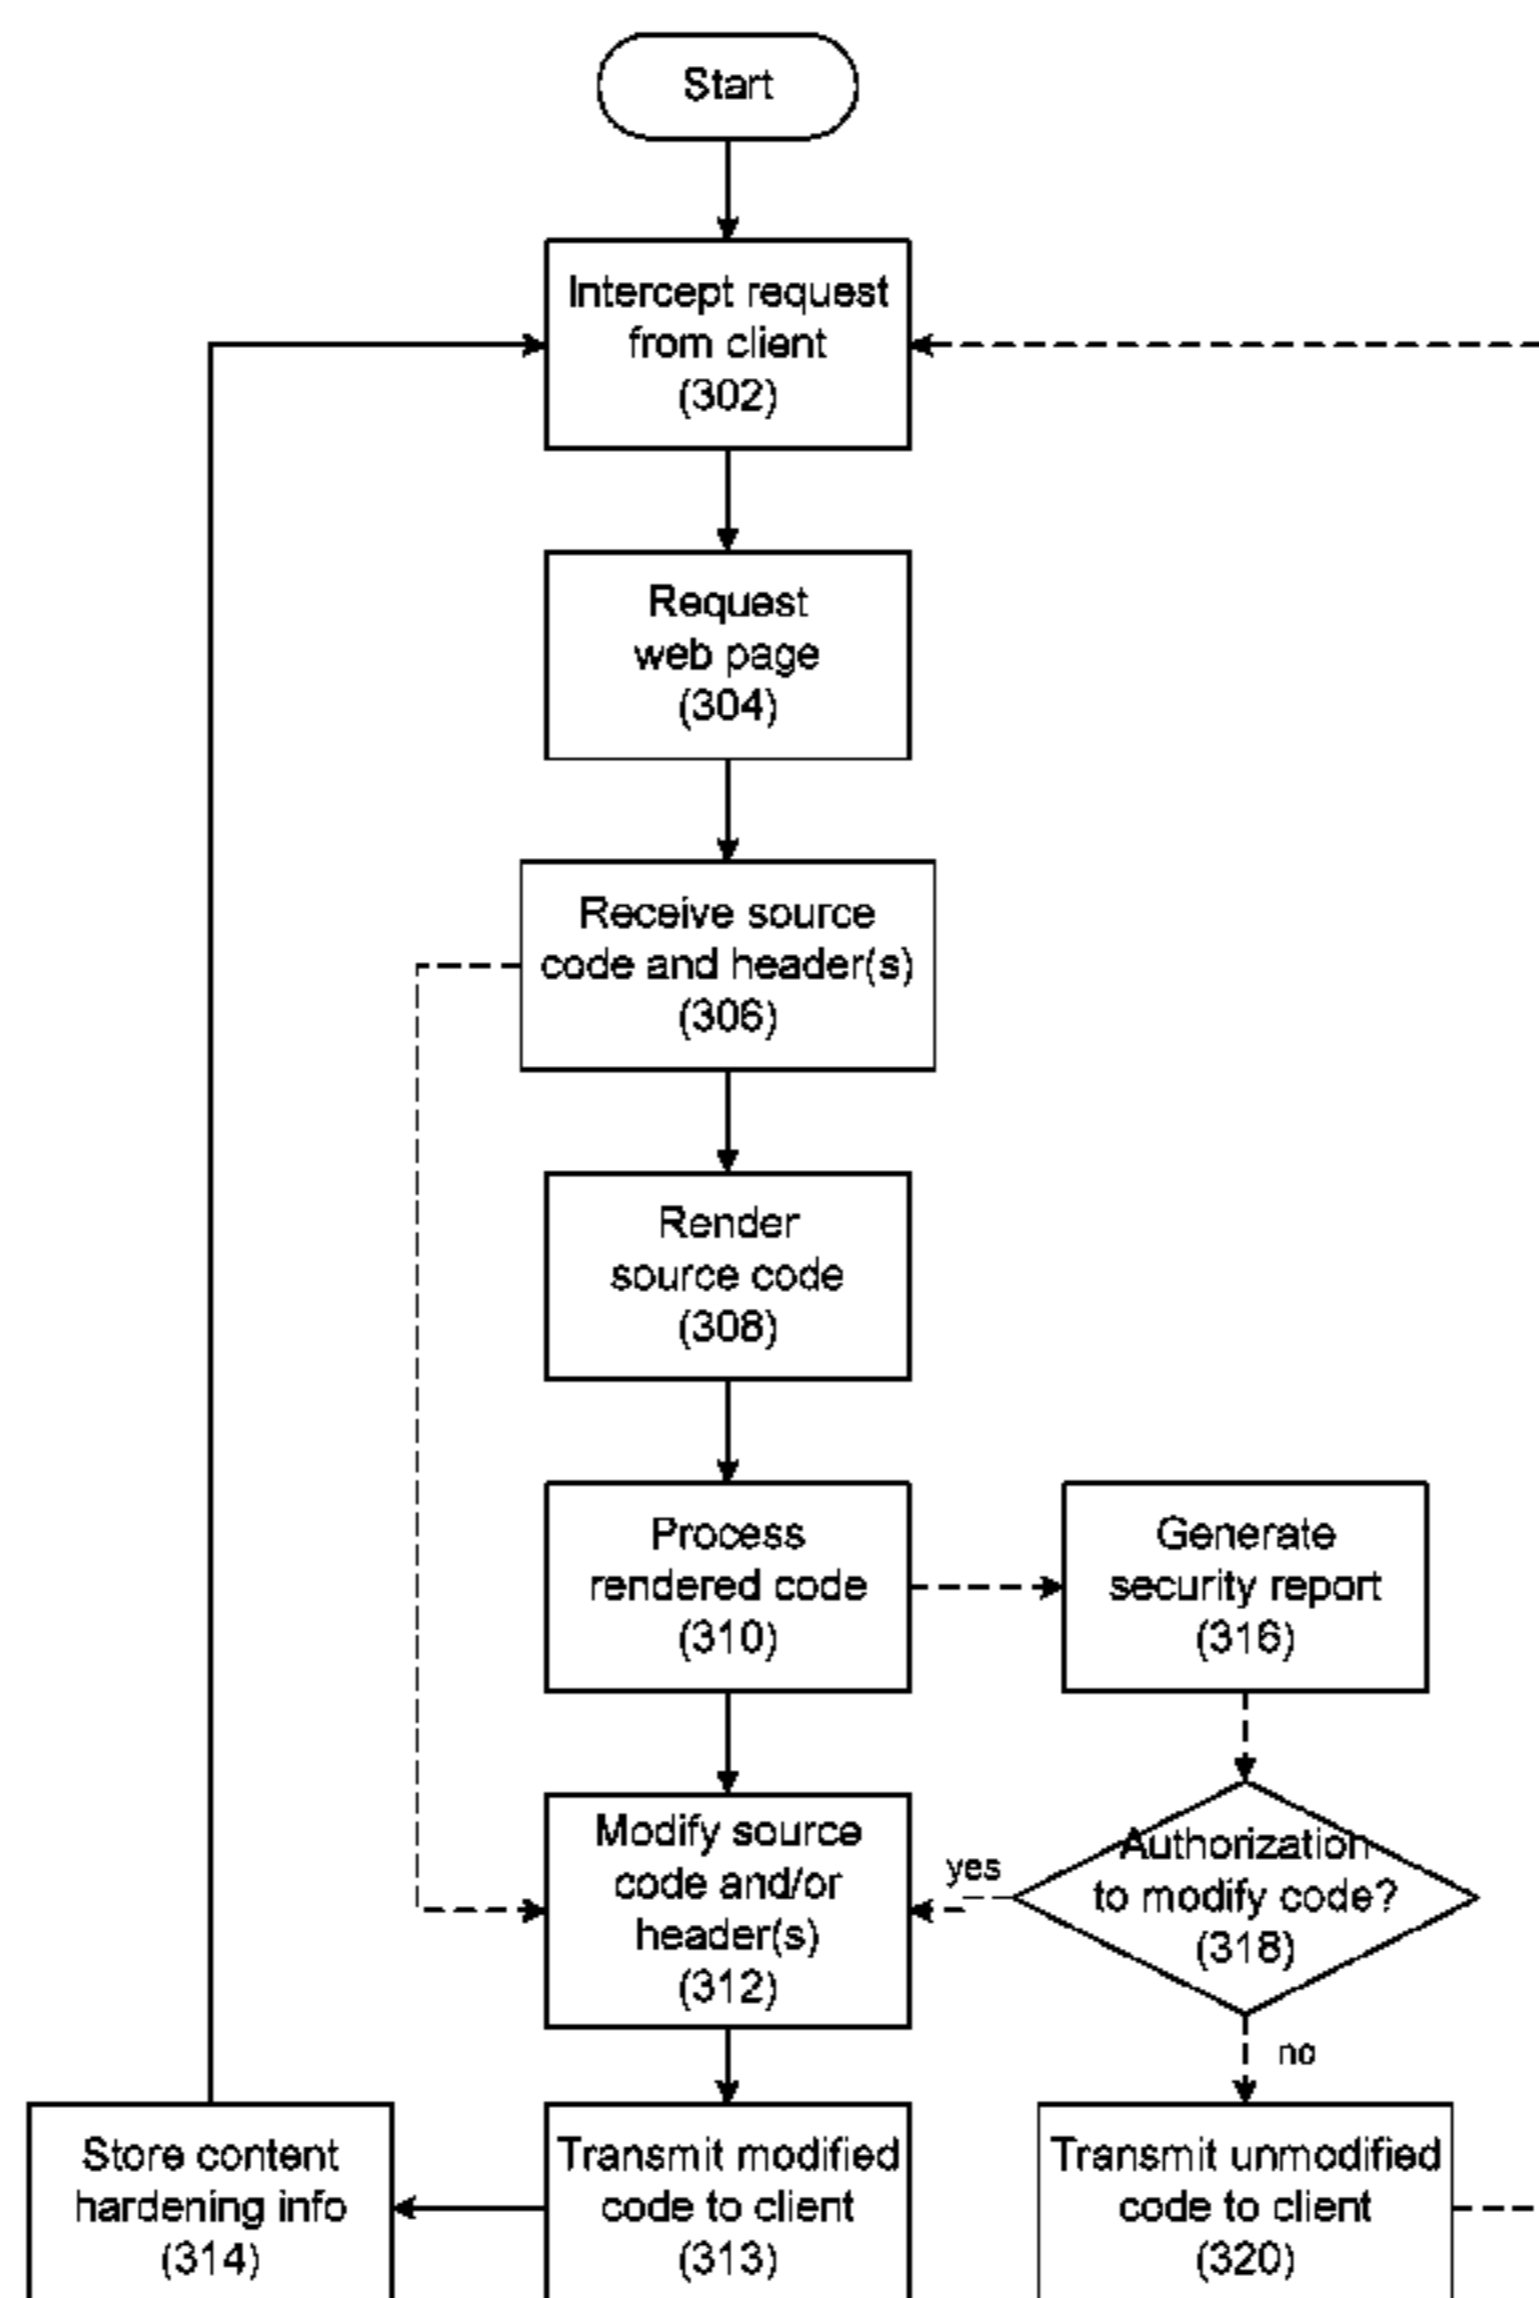 Start
Intercept request
from client
(302)
Request
web page
(304)
Receive source
code and header(s)
(306)
Render
source code
(308)
Process
rendered code
(310)
Generate
security report
(316)
Modify source
code and/or
header(s)
(312)
yes
Authorization
to modify code?
(318)
no
Store content
hardening info
(314)
Transmit modified
code to client
(313)
Transmit unmodified
code to client
(320)